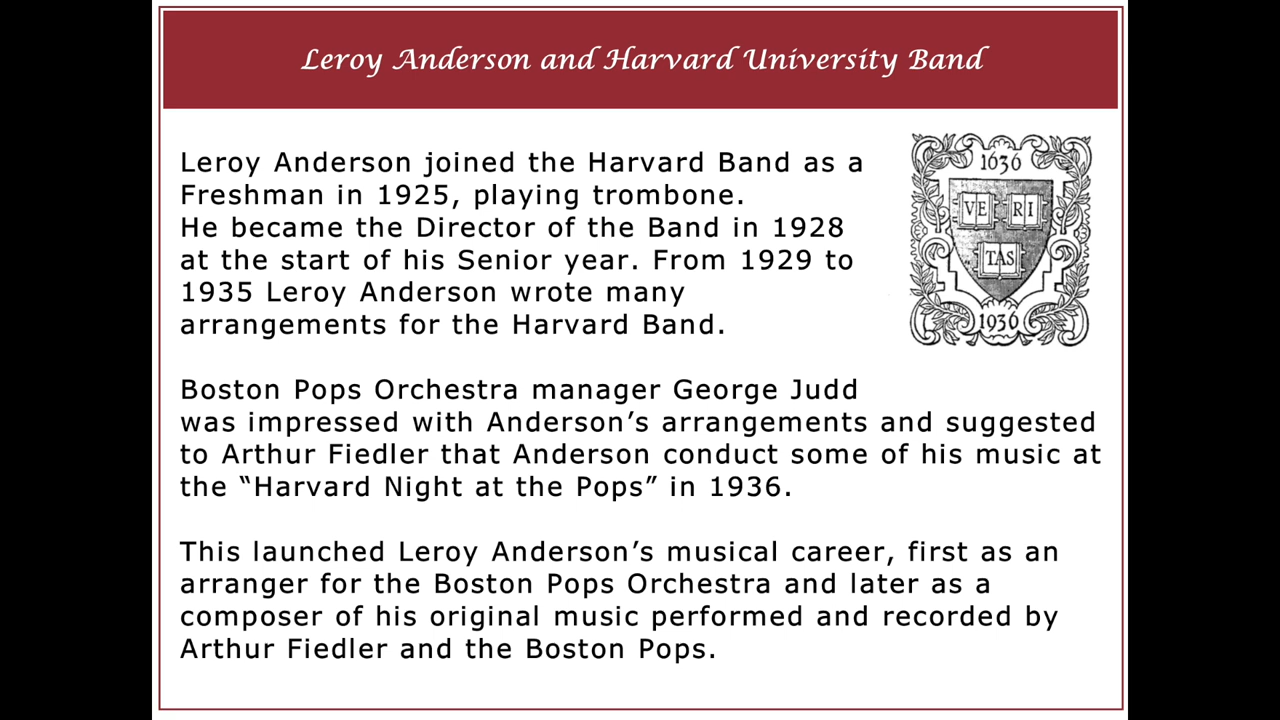 Leroy Anderson and Harvard University Band
Leroy Anderson joined the Harvard Band as a
Freshman in 1925, playing trombone.
He became the Director of the Band in 1928
at the start of his Senior year. From 1929 to
1935 Leroy Anderson wrote many
arrangements for the Harvard Band.
1636
VE RI
TAS
1936
Boston Pops Orchestra manager George Judd
was impressed with Anderson’s arrangements and suggested
to Arthur Fiedler that Anderson conduct some of his music at
the “Harvard Night at the Pops” in 1936.
This launched Leroy Anderson’s musical career, first as an
arranger for the Boston Pops Orchestra and later as a
composer of his original music performed and recorded by
Arthur Fiedler and the Boston Pops.